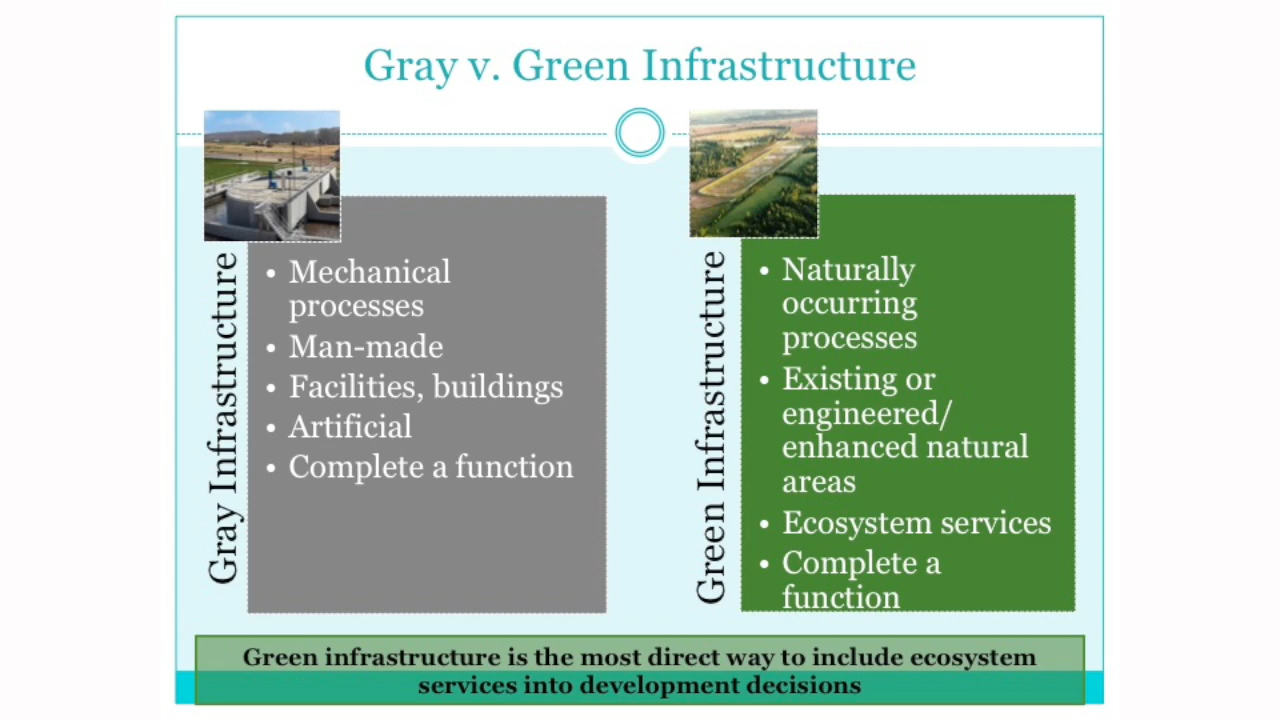 Gray v. Green Infrastructure
Gray Infrastructure
• Mechanical
processes
• Man-made
• Facilities, buildings
• Artificial
• Complete a function
Green Infrastructure
• Naturally
occurring
processes
• Existing or
engineered/
enhanced natural
areas
• Ecosystem services
• Complete a
function
Green infrastructure is the most direct way to include ecosystem
services into development decisions